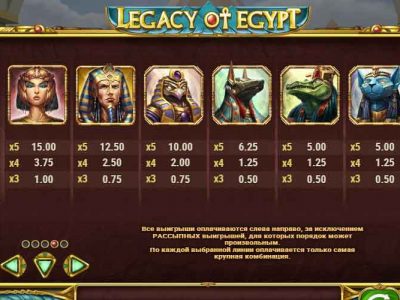 LEGACY OF EGYPT
x5 15.00 x5 12.50 x5 10.00 x5 6.25 x5 5.00 x5 5.00
x4 3.75 x4 2.50 x4 2.00 x4 1.25 x4 1.25 x4 1.25
x3 1.00 x3 0.75 x3 0.75 x3 0.50 x3 0.50 x3 0.50
Все выигрыши оплачиваются слева направо, за исключением
РАССЫПНЫХ выигрышей, для которых порядок может быть
произвольным.
По каждой выбранной линии оплачивается только самая
крупная комбинация.